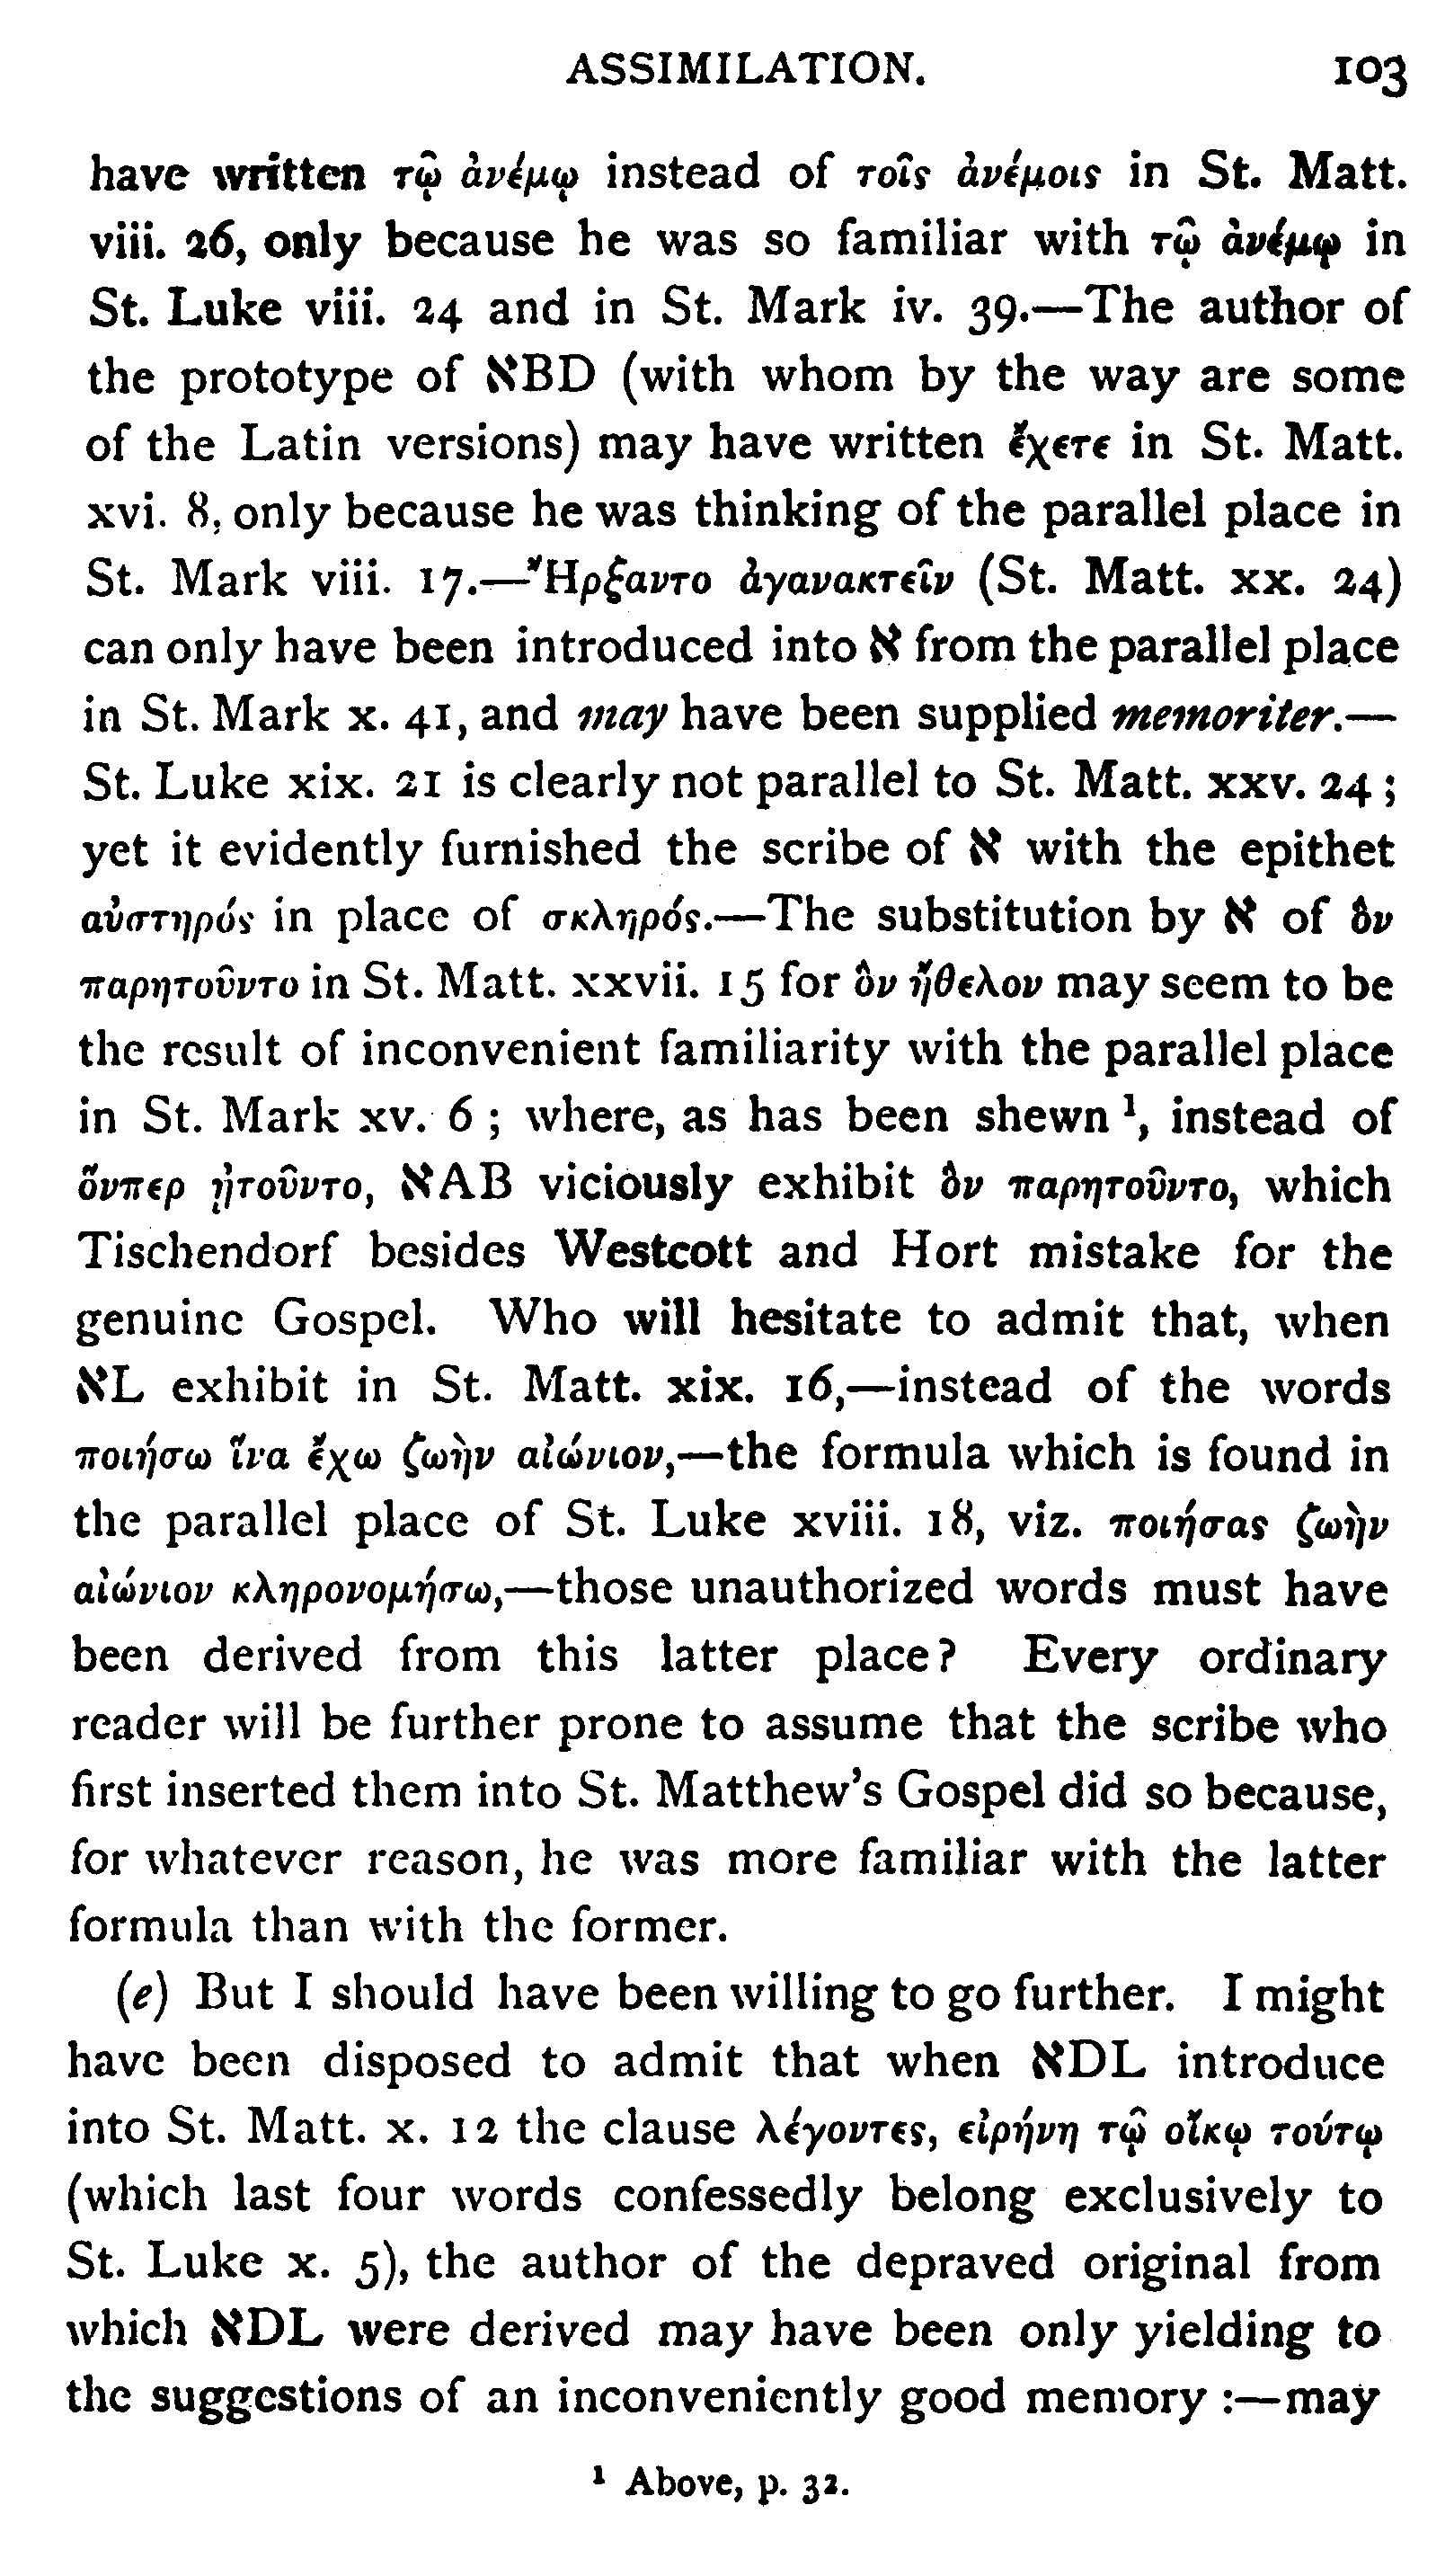 ASSIMILATION. 103
have written τῷ ἀνέμῳ instead of τοῖς ἀνέμοις in St. Matt.
viii. 26, only because he was so familiar with τῷ ἀνέμῳ in
St. Luke viii. 24 and in St. Mark iv. 39.—The author of
the prototype of אBD (with whom by the way are some
of the Latin versions) may have written ἔχετε in St. Matt.
xvi. 8, only because he was thinking of the parallel place in
St. Mark viii. 17.—Ἤρξαντο ἀγανακτεῖν (St. Matt. xx. 24)
can only have been introduced into א from the parallel place
in St. Mark x. 41, and may have been supplied memoriter.—
St. Luke xix. 21 is clearly not parallel to St. Matt. xxv. 24 ;
yet it evidently furnished the scribe of א with the epithet
αὐστηρός in place of σκληρός.—The substitution by א of ὃν
παρητοῦντο in St. Matt. xxvii. 15 for ὃν ἤθελον may seem to be
the result of inconvenient familiarity with the parallel place
in St. Mark xv. 6 ; where, as has been shewn ¹, instead of
ὅνπερ ᾐτοῦντο, אAB viciously exhibit ὃν παρητοῦντο, which
Tischendorf besides Westcott and Hort mistake for the
genuine Gospel. Who will hesitate to admit that, when
אL exhibit in St. Matt. xix. 16,—instead of the words
ποιήσω ἵνα ἔχω ζωὴν αἰώνιον,—the formula which is found in
the parallel place of St. Luke xviii. 18, viz. ποιήσας ζωὴν
αἰώνιον κληρονομήσω,—those unauthorized words must have
been derived from this latter place? Every ordinary
reader will be further prone to assume that the scribe who
first inserted them into St. Matthew's Gospel did so because,
for whatever reason, he was more familiar with the latter
formula than with the former.
(e) But I should have been willing to go further. I might
have been disposed to admit that when אDL introduce
into St. Matt. x. 12 the clause λέγοντες, εἰρήνη τῷ οἴκῳ τούτῳ
(which last four words confessedly belong exclusively to
St. Luke x. 5), the author of the depraved original from
which אDL were derived may have been only yielding to
the suggestions of an inconveniently good memory :—may
¹ Above, p. 32.